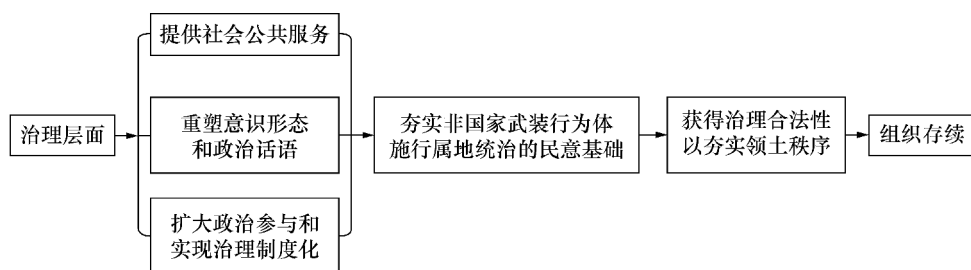 治理层面
提供社会公共服务
重塑意识形态
和政治话语
扩大政治参与和
实现治理制度化
夯实非国家武装行为体
施行属地统治的民意基础
获得治理合法性
以夯实领土秩序
组织存续